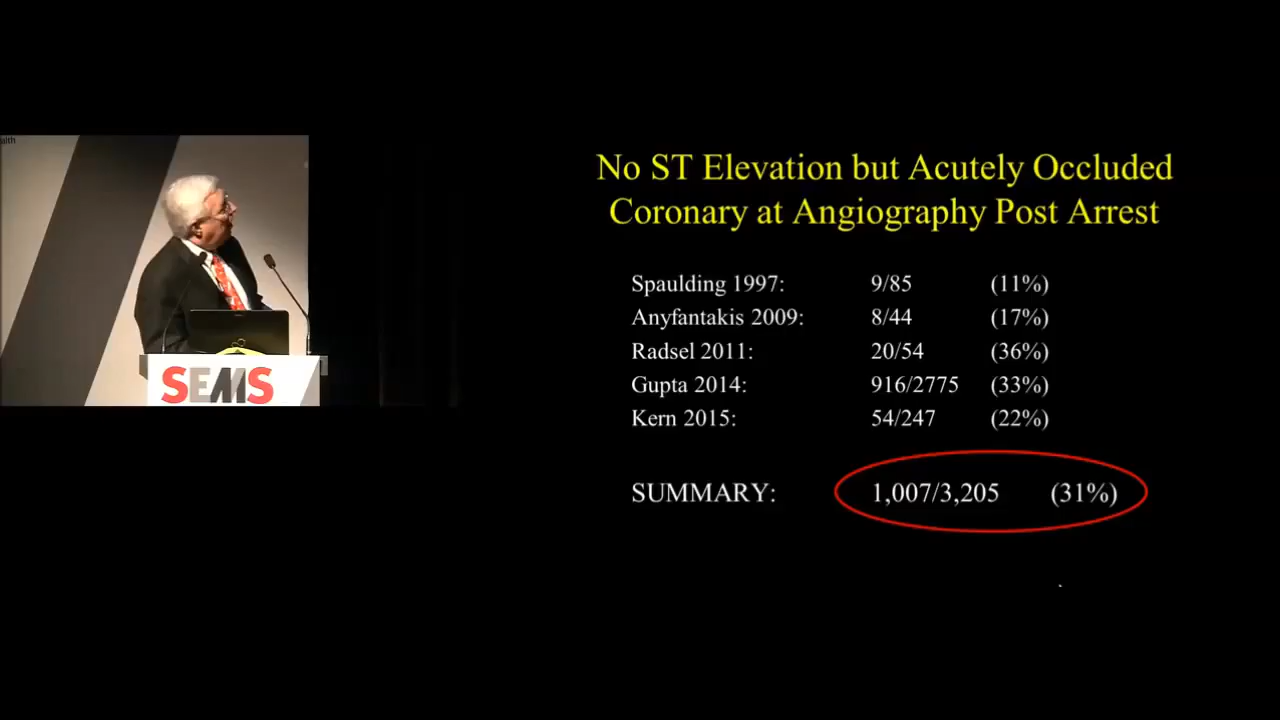 alth
No ST Elevation but Acutely Occluded
Coronary at Angiography Post Arrest
Spaulding 1997: 9/85 (11%)
Anyfantakis 2009: 8/44 (17%)
Radsel 2011: 20/54 (36%)
Gupta 2014: 916/2775 (33%)
Kern 2015: 54/247 (22%)
SUMMARY: 1,007/3,205 (31%)
SEMS